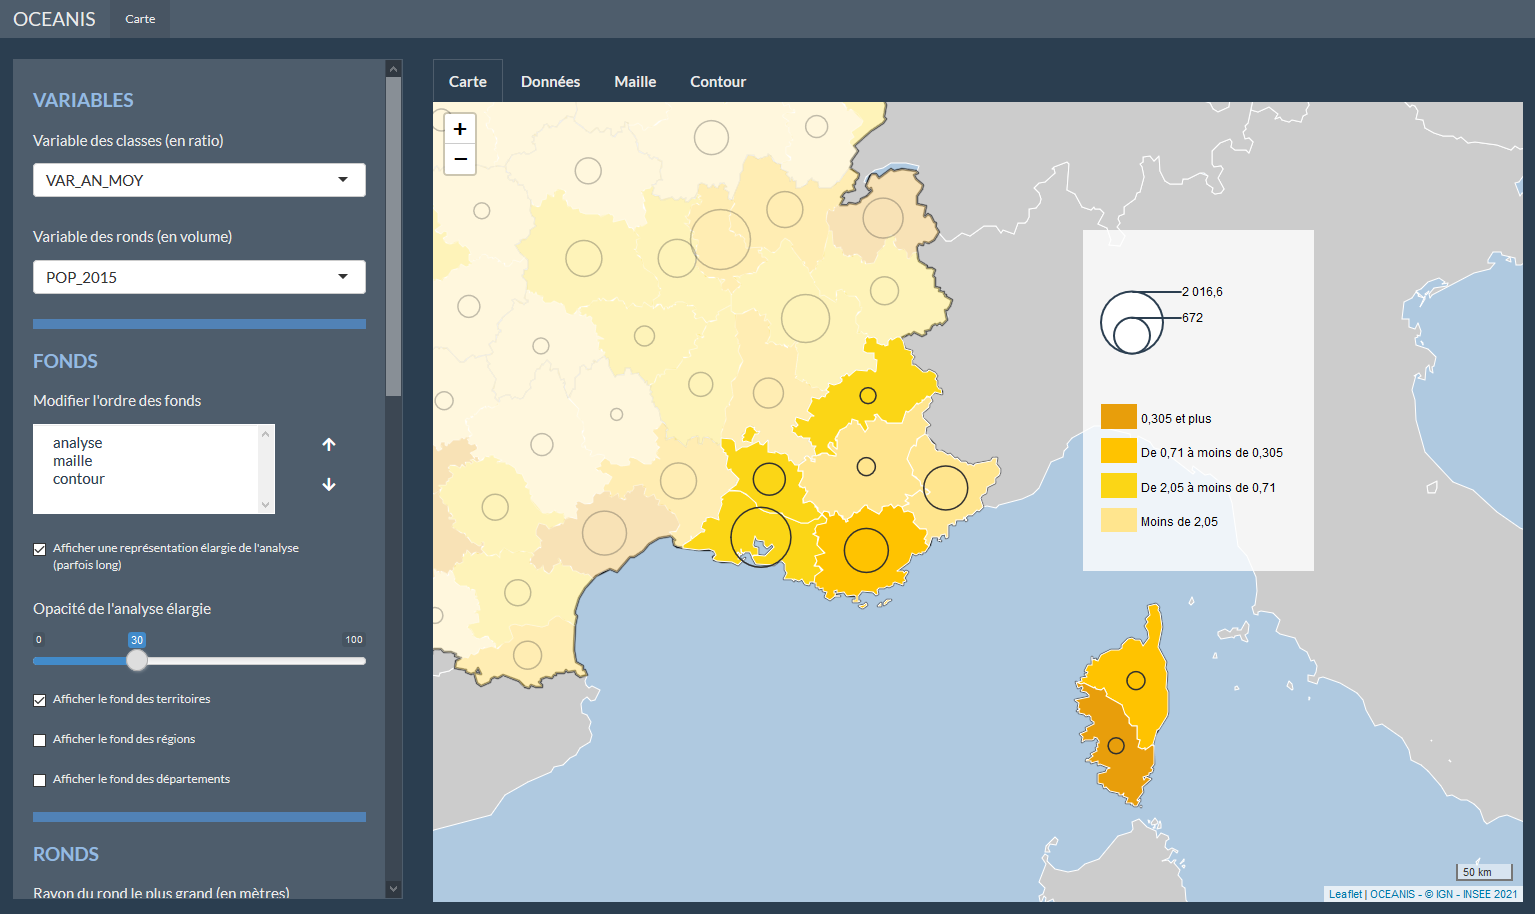 OCEANIS
Carte
VARIABLES
Variable des classes (en ratio)
VAR_AN_MOY
Variable des ronds (en volume)
POP_2015
FONDS
Modifier l'ordre des fonds
analyse
maille
contour
Afficher une représentation élargie de l'analyse
(parfois long)
Opacité de l'analyse élargie
0 30 100
Afficher le fond des territoires
Afficher le fond des régions
Afficher le fond des départements
RONDS
Rayon du rond le plus grand (en mètres)
Carte Données Maille Contour
+
−
2 016,6
672
0,305 et plus
De 0,71 à moins de 0,305
De 2,05 à moins de 0,71
Moins de 2,05
50 km
Leaflet | OCEANIS - © IGN - INSEE 2021